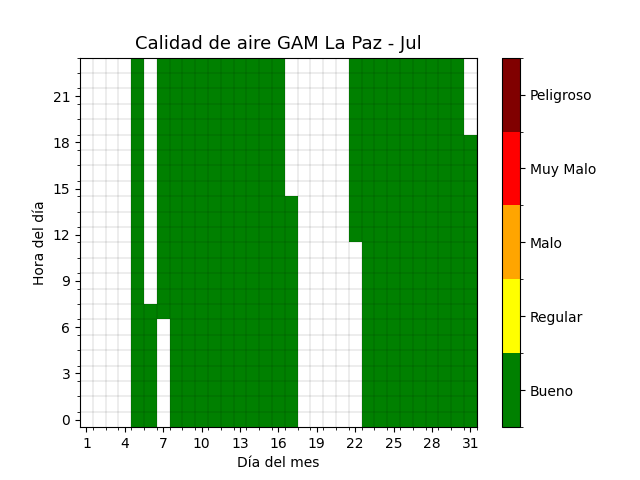 Calidad de aire GAM La Paz - Jul
Hora del día
21
18
15
12
9
6
3
0
1 4 7 10 13 16 19 22 25 28 31
Día del mes
Peligroso
Muy Malo
Malo
Regular
Bueno